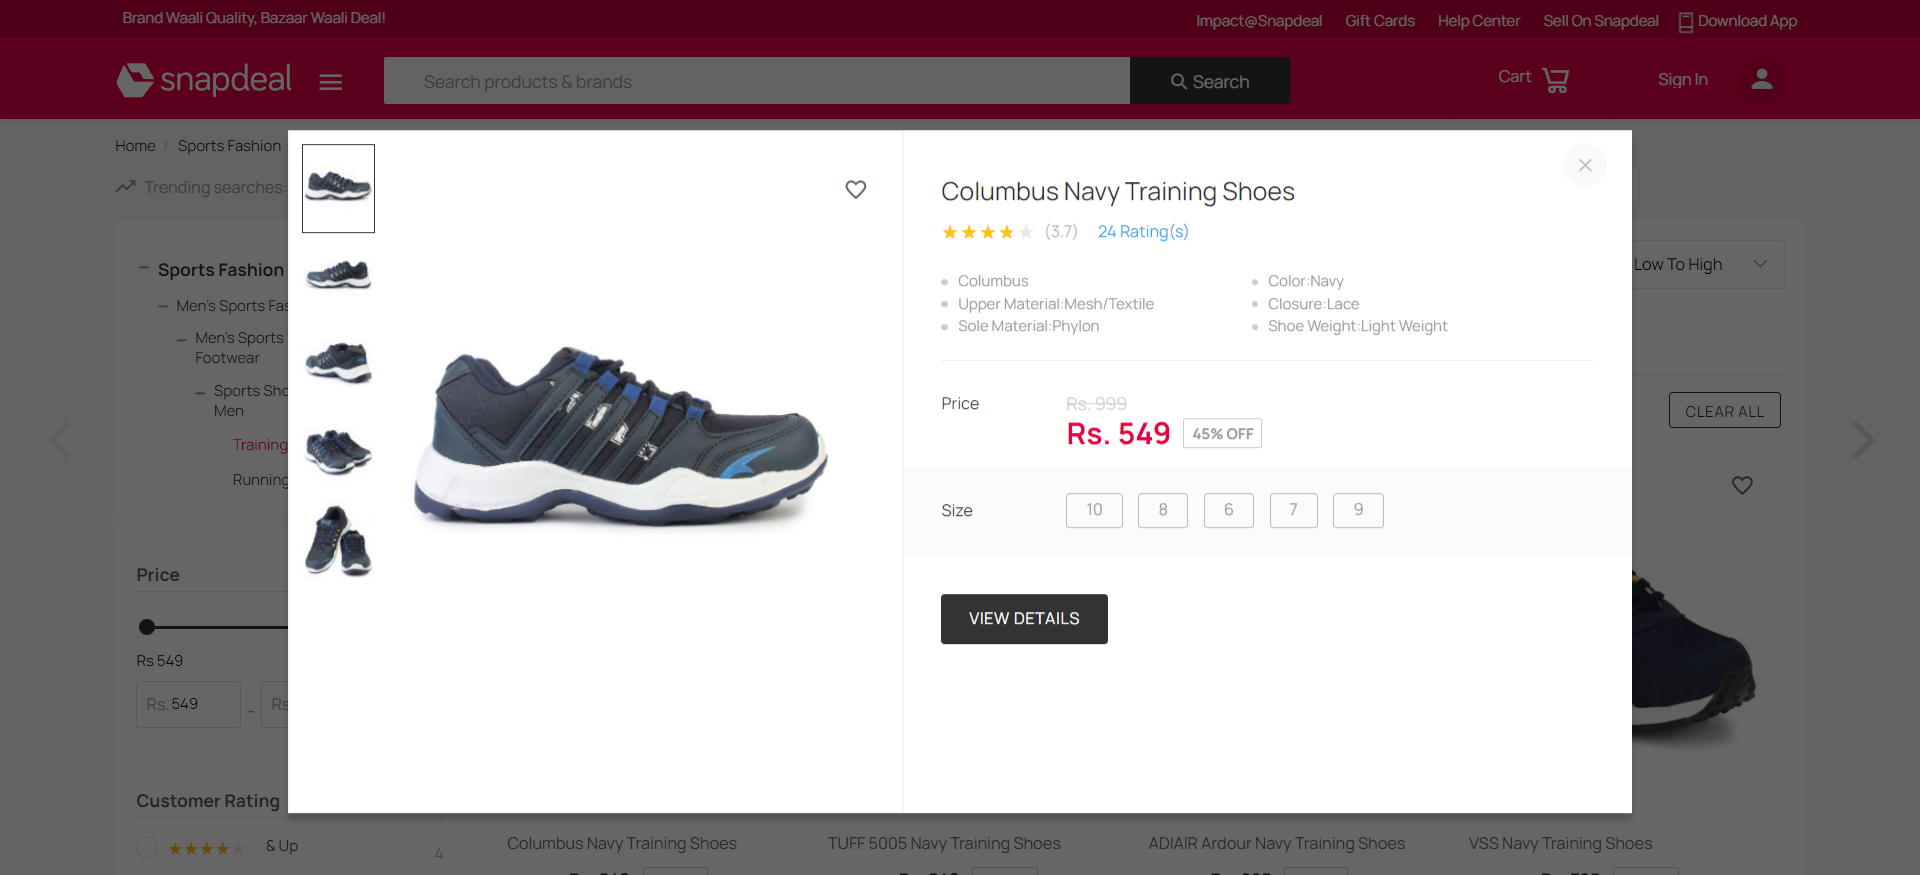 Brand Waali Quality, Bazaar Waali Deal!
Impact@Snapdeal Gift Cards Help Center Sell On Snapdeal Download App
snapdeal
Search products & brands
Search
Cart
Sign In
Home / Sports Fashion
Trending searches:
Sports Fashion
Men's Sports Fas
Men's Sports
Footwear
Sports Sho
Men
Training
Running
Price
Rs 549
Rs. 549 - Rs
Customer Rating
& Up
4
Columbus Navy Training Shoes
(3.7) 24 Rating(s)
Columbus
Upper Material:Mesh/Textile
Sole Material:Phylon
Color:Navy
Closure:Lace
Shoe Weight:Light Weight
Price
Rs. 999
Rs. 549 45% OFF
Size 10 8 6 7 9
VIEW DETAILS
Low To High
CLEAR ALL
Columbus Navy Training Shoes
TUFF 5005 Navy Training Shoes
ADIAIR Ardour Navy Training Shoes
VSS Navy Training Shoes